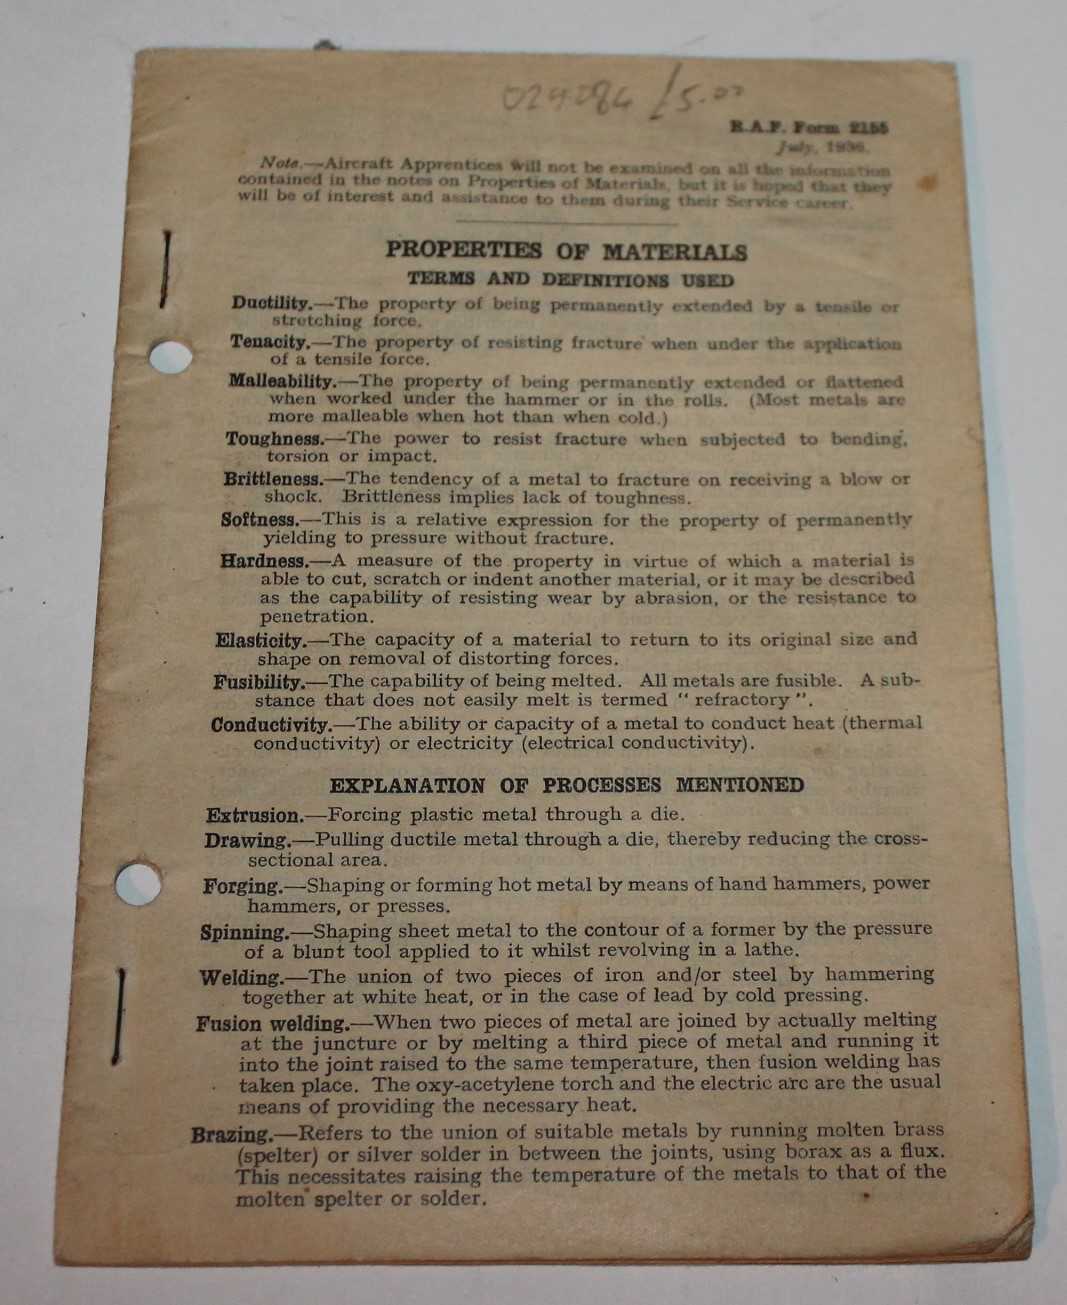 024284 £5.00
R.A.F. Form 2155
July, 1936.
Note.—Aircraft Apprentices will not be examined on all the information
contained in the notes on Properties of Materials, but it is hoped that they
will be of interest and assistance to them during their Service career.
PROPERTIES OF MATERIALS
TERMS AND DEFINITIONS USED
Ductility.—The property of being permanently extended by a tensile or
stretching force.
Tenacity.—The property of resisting fracture when under the application
of a tensile force.
Malleability.—The property of being permanently extended or flattened
when worked under the hammer or in the rolls. (Most metals are
more malleable when hot than when cold.)
Toughness.—The power to resist fracture when subjected to bending,
torsion or impact.
Brittleness.—The tendency of a metal to fracture on receiving a blow or
shock. Brittleness implies lack of toughness.
Softness.—This is a relative expression for the property of permanently
yielding to pressure without fracture.
Hardness.—A measure of the property in virtue of which a material is
able to cut, scratch or indent another material, or it may be described
as the capability of resisting wear by abrasion, or the resistance to
penetration.
Elasticity.—The capacity of a material to return to its original size and
shape on removal of distorting forces.
Fusibility.—The capability of being melted. All metals are fusible. A sub-
stance that does not easily melt is termed " refractory ".
Conductivity.—The ability or capacity of a metal to conduct heat (thermal
conductivity) or electricity (electrical conductivity).
EXPLANATION OF PROCESSES MENTIONED
Extrusion.—Forcing plastic metal through a die.
Drawing.—Pulling ductile metal through a die, thereby reducing the cross-
sectional area.
Forging.—Shaping or forming hot metal by means of hand hammers, power
hammers, or presses.
Spinning.—Shaping sheet metal to the contour of a former by the pressure
of a blunt tool applied to it whilst revolving in a lathe.
Welding.—The union of two pieces of iron and/or steel by hammering
together at white heat, or in the case of lead by cold pressing.
Fusion welding.—When two pieces of metal are joined by actually melting
at the juncture or by melting a third piece of metal and running it
into the joint raised to the same temperature, then fusion welding has
taken place. The oxy-acetylene torch and the electric arc are the usual
means of providing the necessary heat.
Brazing.—Refers to the union of suitable metals by running molten brass
(spelter) or silver solder in between the joints, using borax as a flux.
This necessitates raising the temperature of the metals to that of the
molten spelter or solder.